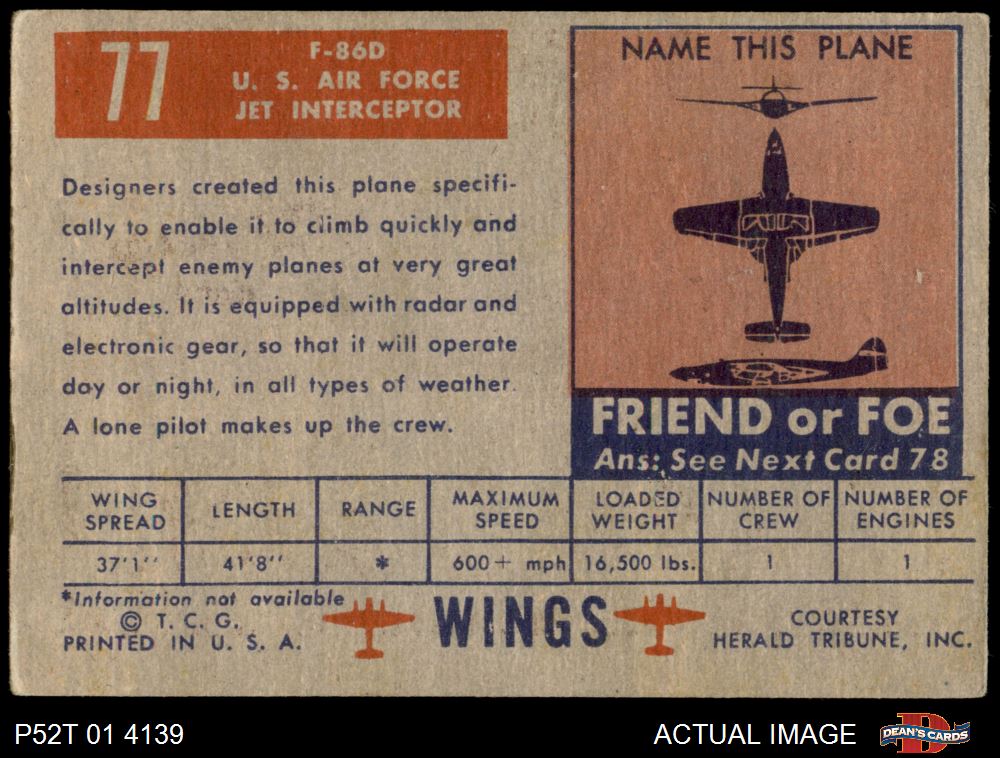 77
F-86D
U. S. AIR FORCE
JET INTERCEPTOR
Designers created this plane specifi-
cally to enable it to climb quickly and
intercept enemy planes at very great
altitudes. It is equipped with radar and
electronic gear, so that it will operate
day or night, in all types of weather.
A lone pilot makes up the crew.
NAME THIS PLANE
FRIEND or FOE
Ans: See Next Card 78
WING SPREAD
LENGTH
RANGE
MAXIMUM SPEED
LOADED WEIGHT
NUMBER OF CREW
NUMBER OF ENGINES
37'1''
41'8''
*
600+ mph
16,500 lbs.
1
1
*Information not available
© T. C. G.
PRINTED IN U. S. A.
WINGS
COURTESY
HERALD TRIBUNE, INC.
P52T 01 4139
ACTUAL IMAGE
D
DEAN'S CARDS